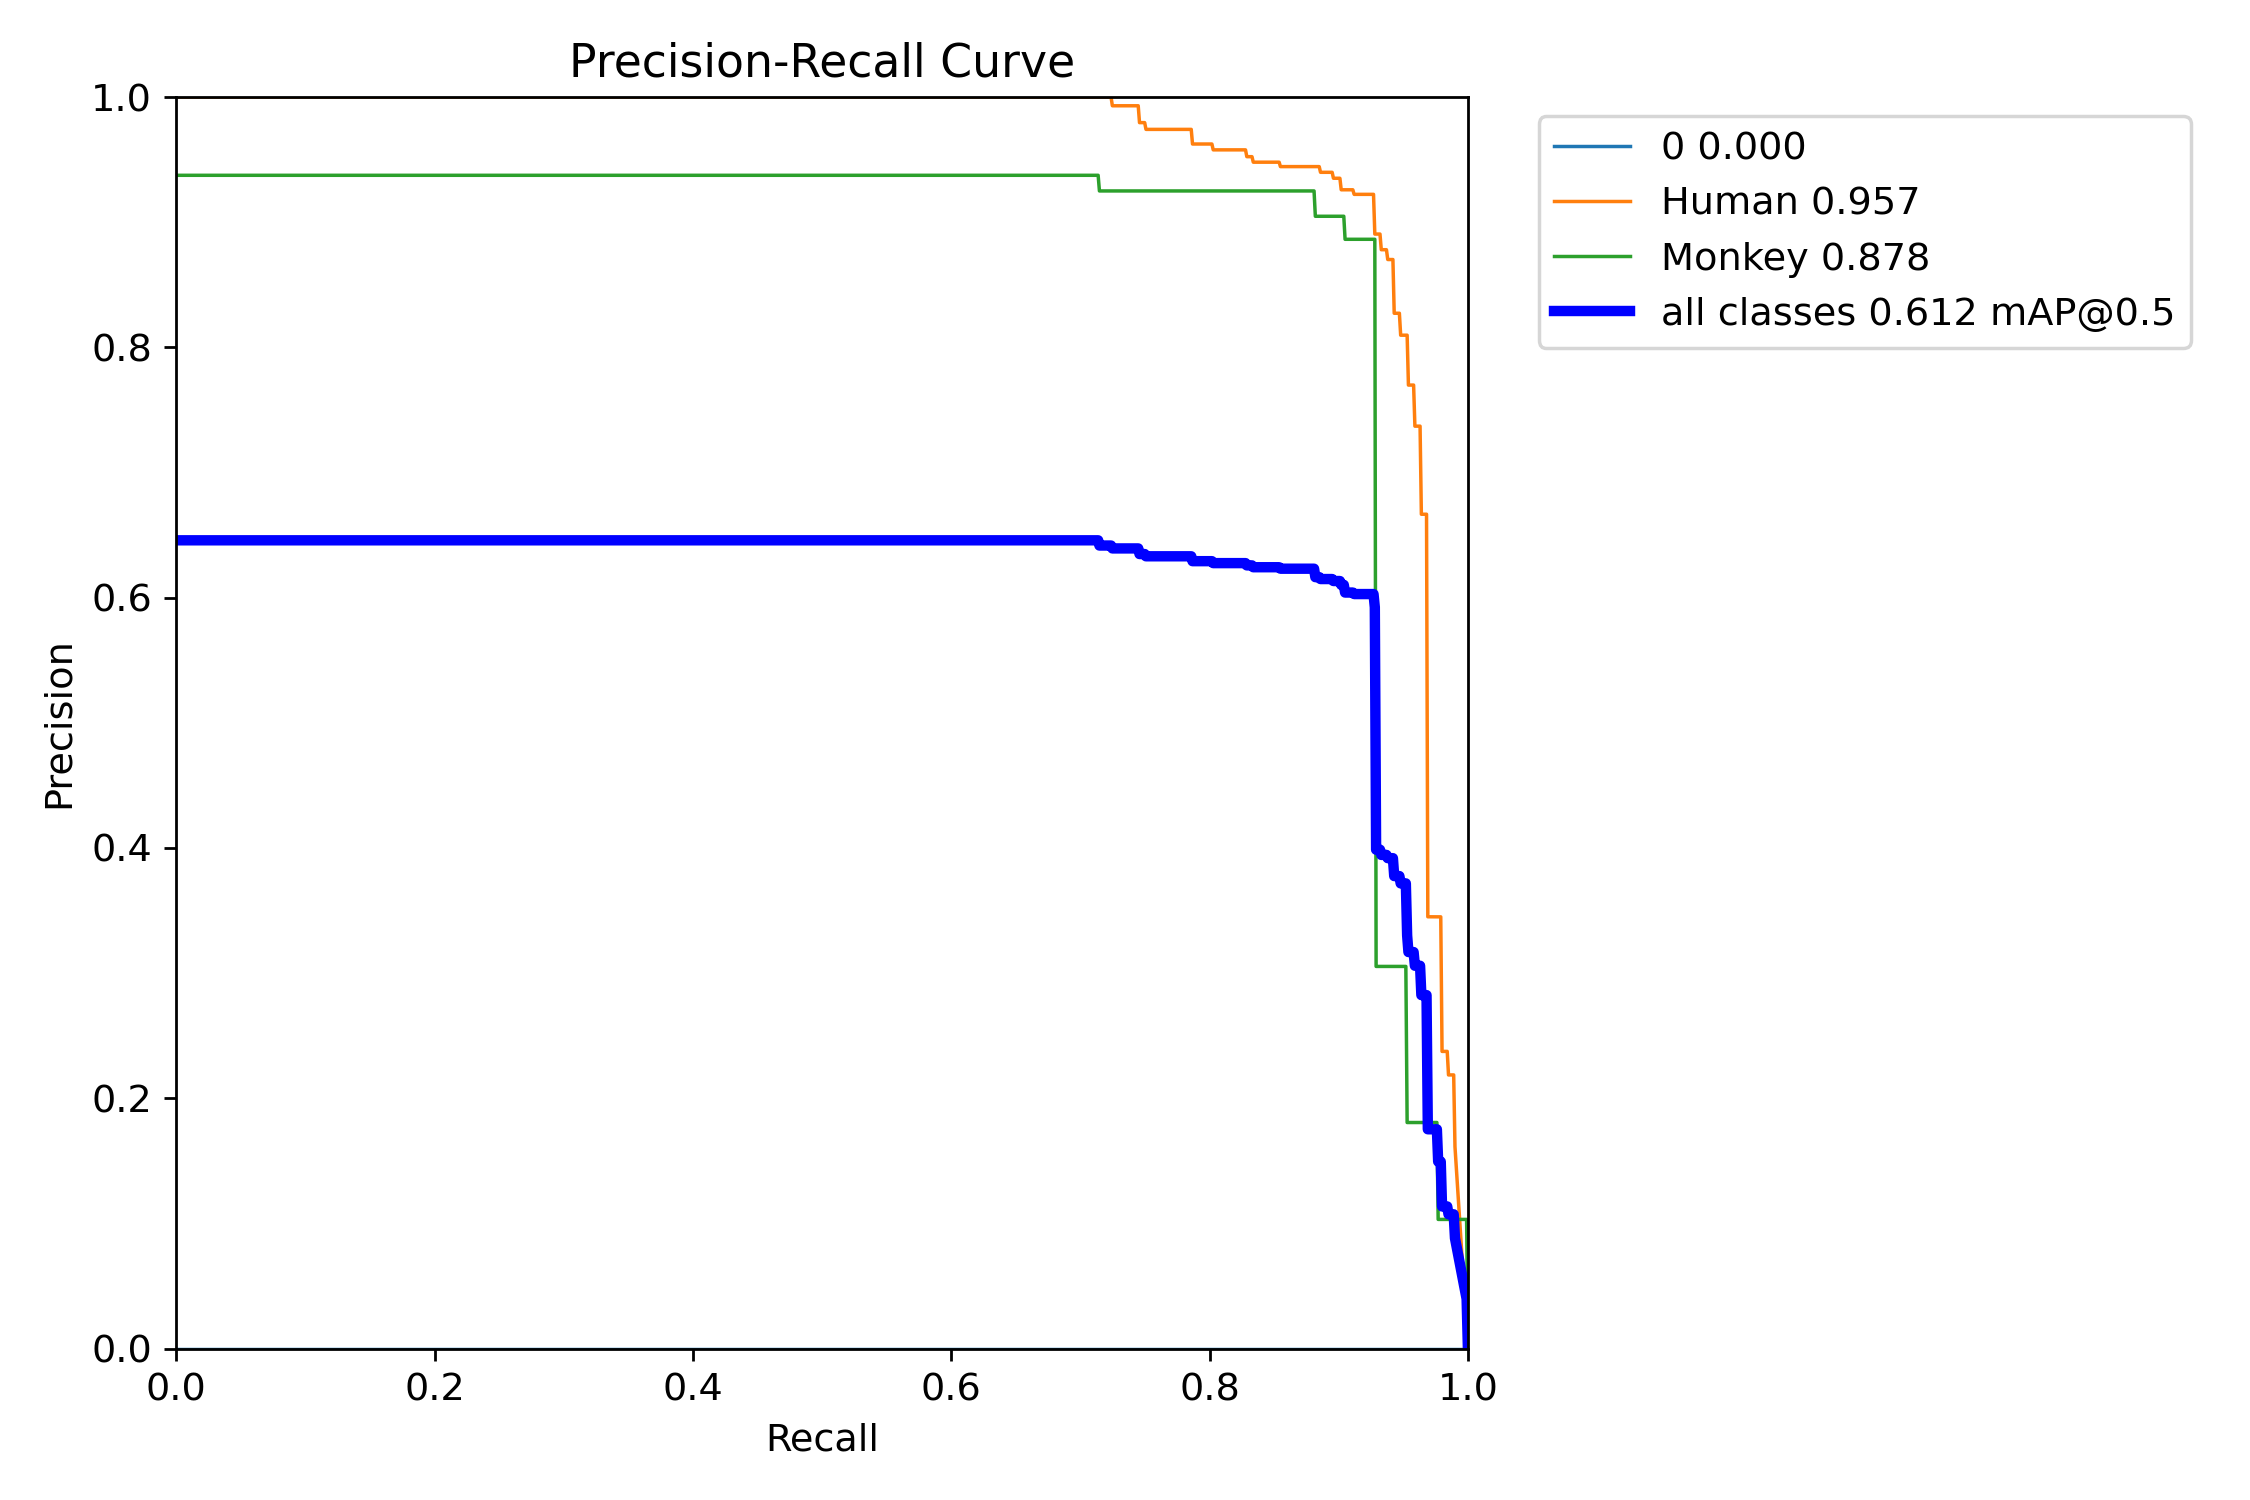 Precision-Recall Curve
1.0
0.8
0.6
0.4
0.2
0.0
Precision
0.0 0.2 0.4 0.6 0.8 1.0
Recall
0 0.000
Human 0.957
Monkey 0.878
all classes 0.612 mAP@0.5